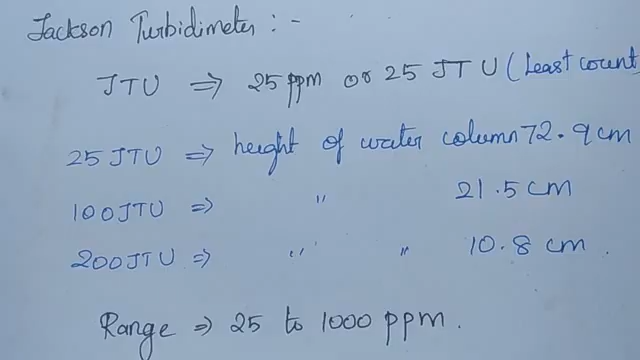 Jackson Turbidimeter :-
JTU ⇒ 25 ppm or 25 JTU (Least count
25 JTU ⇒ height of water column 72.9 cm
100 JTU ⇒ " 21.5 cm
200 JTU ⇒ " " 10.8 cm.
Range ⇒ 25 to 1000 ppm.